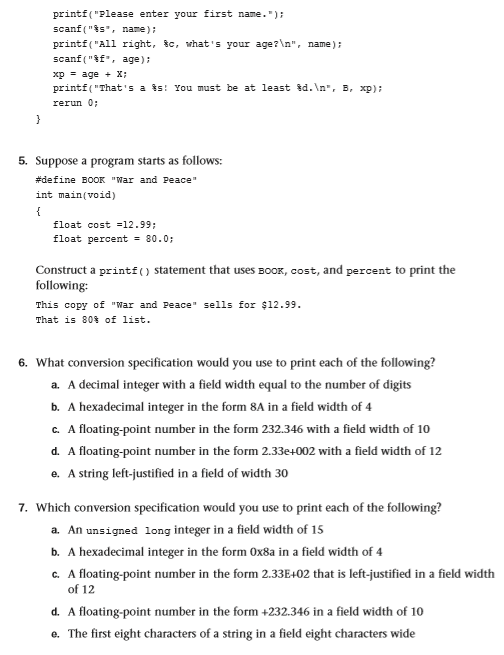 printf("Please enter your first name.");
scanf("%s", name);
printf("All right, %c, what's your age?\n", name);
scanf("%f", age);
xp = age + X;
printf("That's a %s! You must be at least %d.\n", B, xp);
rerun 0;
}
5. Suppose a program starts as follows:
#define BOOK "War and Peace"
int main(void)
{
float cost =12.99;
float percent = 80.0;
Construct a printf() statement that uses BOOK, cost, and percent to print the
following:
This copy of "War and Peace" sells for $12.99.
That is 80% of list.
6. What conversion specification would you use to print each of the following?
a. A decimal integer with a field width equal to the number of digits
b. A hexadecimal integer in the form 8A in a field width of 4
c. A floating-point number in the form 232.346 with a field width of 10
d. A floating-point number in the form 2.33e+002 with a field width of 12
e. A string left-justified in a field of width 30
7. Which conversion specification would you use to print each of the following?
a. An unsigned long integer in a field width of 15
b. A hexadecimal integer in the form 0x8a in a field width of 4
c. A floating-point number in the form 2.33E+02 that is left-justified in a field width
of 12
d. A floating-point number in the form +232.346 in a field width of 10
e. The first eight characters of a string in a field eight characters wide